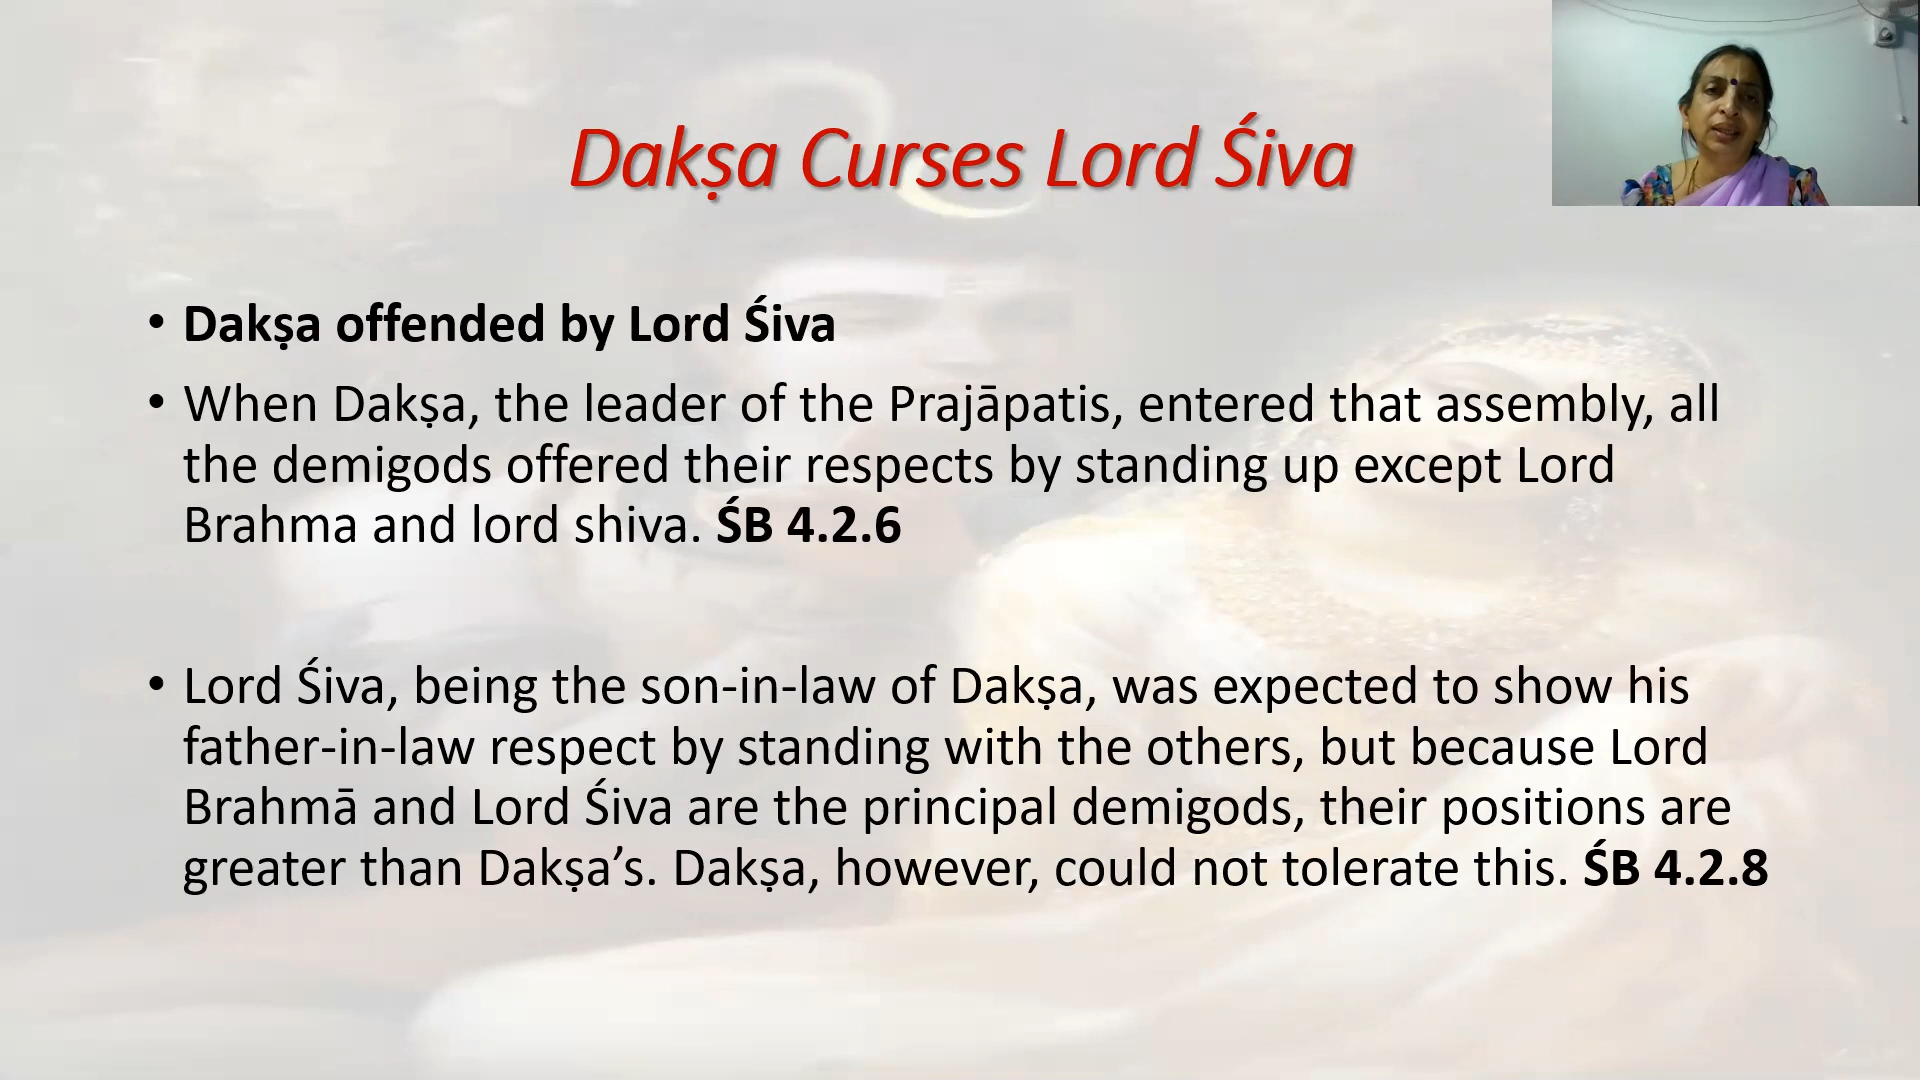 Dakṣa Curses Lord Śiva
• Dakṣa offended by Lord Śiva
• When Dakṣa, the leader of the Prajāpatis, entered that assembly, all
the demigods offered their respects by standing up except Lord
Brahma and lord shiva. ŚB 4.2.6
• Lord Śiva, being the son-in-law of Dakṣa, was expected to show his
father-in-law respect by standing with the others, but because Lord
Brahmā and Lord Śiva are the principal demigods, their positions are
greater than Dakṣa’s. Dakṣa, however, could not tolerate this. ŚB 4.2.8